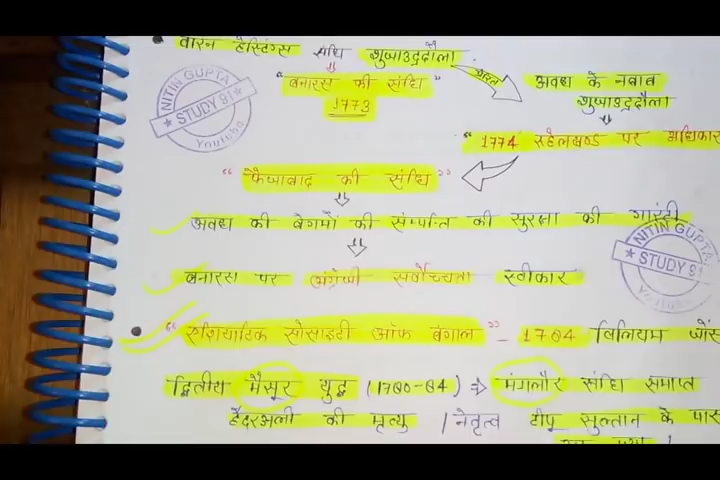 वारन हेस्टिंग्स संधि शुजाउद्दौला
"बनारस की संधि"
1773
अवध के नवाब
शुजाउद्दौला
"1774 रुहेलखण्ड पर अधिकार
"फैजाबाद की संधि"
अवध की बेगमों की संम्पत्ति की सुरक्षा की गारंटी
बनारस पर अंग्रेजी सर्वोच्चता स्वीकार
"एशियाटिक सोसाइटी ऑफ बंगाल" - 1784 विलियम जोंस
द्वितीय मैसूर युद्ध (1780-84) ⇒ मंगलौर संधि समाप्त
हैदरअली की मृत्यु / नेतृत्व टीपू सुल्तान के पास
NITIN GUPTA
STUDY 91
Youtube
NITIN GUPTA
STUDY 91
Youtube